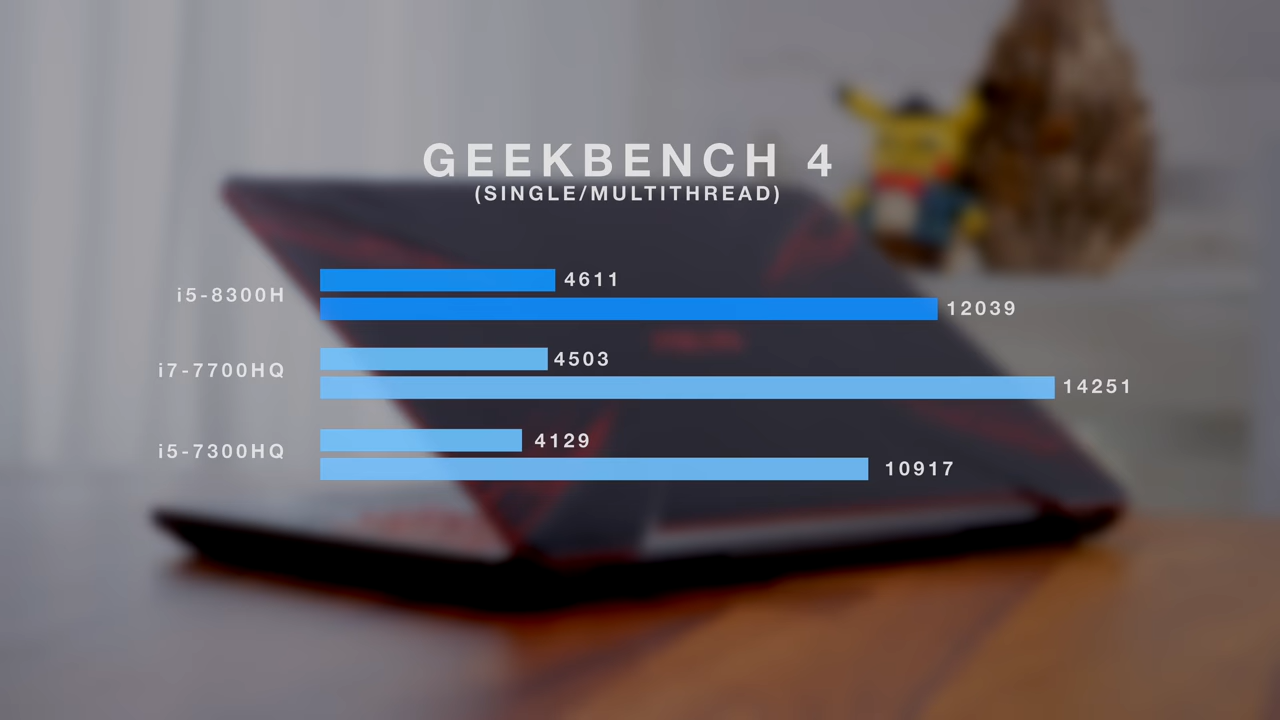 GEEKBENCH 4
(SINGLE/MULTITHREAD)
i5-8300H
4611
12039
i7-7700HQ
4503
14251
i5-7300HQ
4129
10917